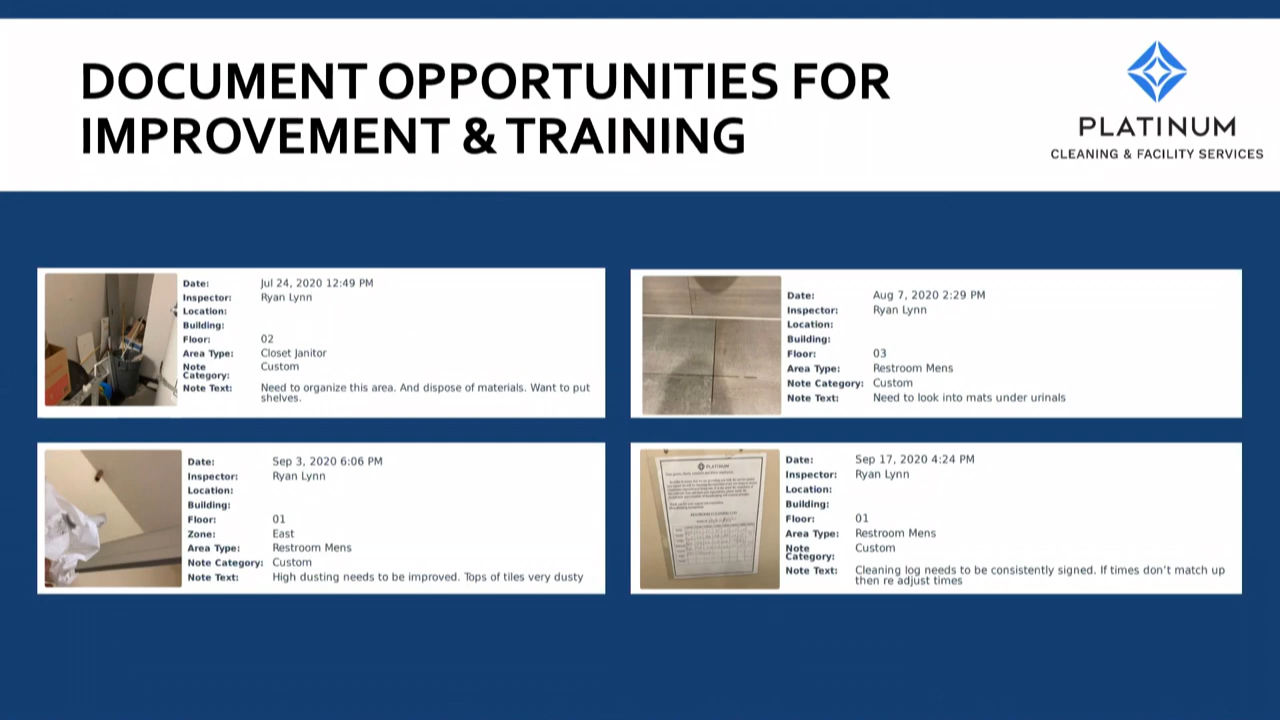 DOCUMENT OPPORTUNITIES FOR
IMPROVEMENT & TRAINING
PLATINUM
CLEANING & FACILITY SERVICES
Date: Jul 24, 2020 12:49 PM
Inspector: Ryan Lynn
Location:
Building:
Floor: 02
Area Type: Closet Janitor
Note Category: Custom
Note Text: Need to organize this area. And dispose of materials. Want to put
shelves.
Date: Aug 7, 2020 2:29 PM
Inspector: Ryan Lynn
Location:
Building:
Floor: 03
Area Type: Restroom Mens
Note Category: Custom
Note Text: Need to look into mats under urinals
Date: Sep 3, 2020 6:06 PM
Inspector: Ryan Lynn
Location:
Building:
Floor: 01
Zone: East
Area Type: Restroom Mens
Note Category: Custom
Note Text: High dusting needs to be improved. Tops of tiles very dusty
PLATINUM
RESTROOM CLEANING LOG
Date: Sep 17, 2020 4:24 PM
Inspector: Ryan Lynn
Location:
Building:
Floor: 01
Area Type: Restroom Mens
Note Category: Custom
Note Text: Cleaning log needs to be consistently signed. If times don't match up
then re adjust times